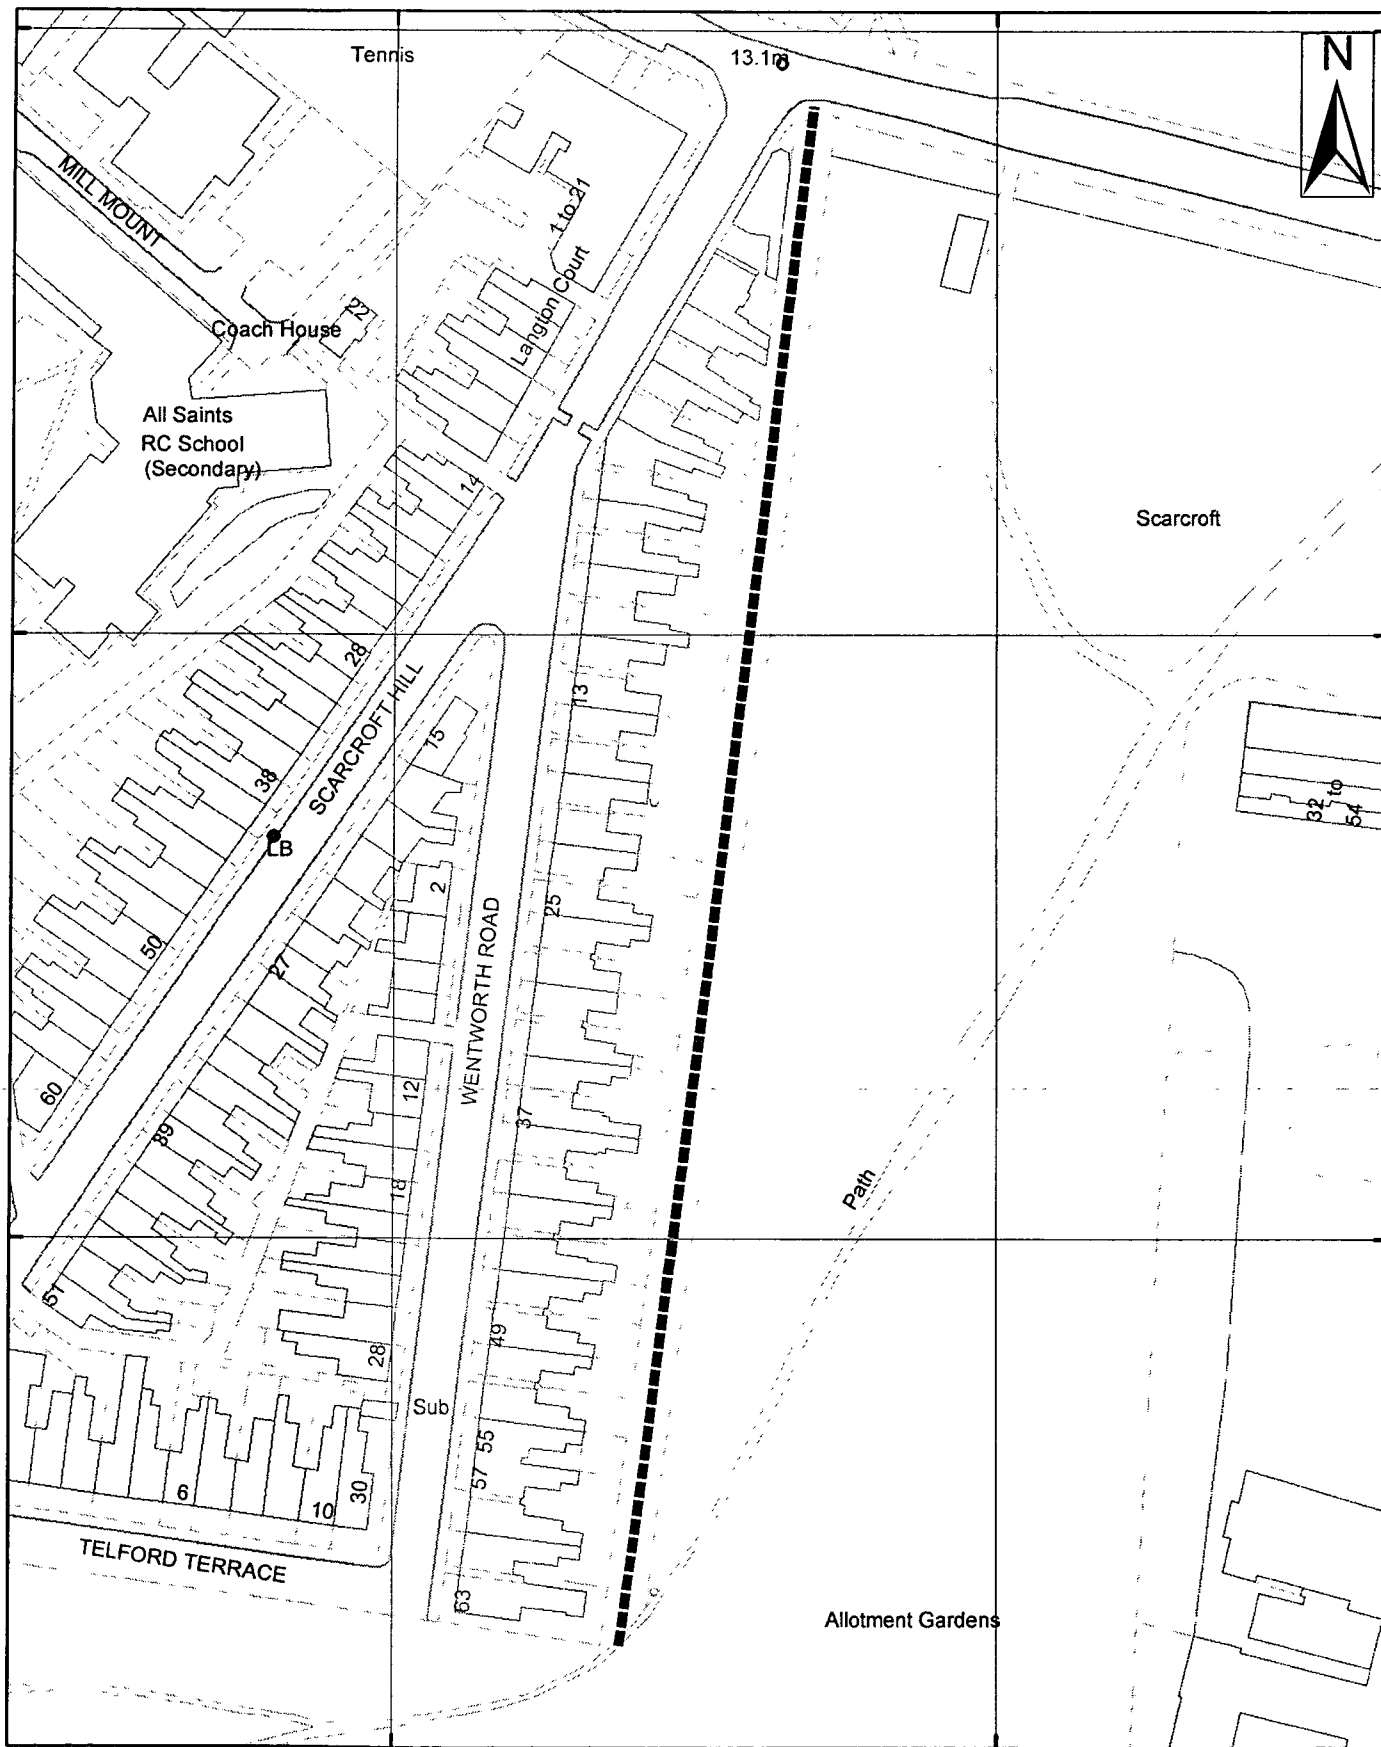 Tennis
13.1m
N
MILL MOUNT
1 to 21
Langton Court
22
Coach House
All Saints
RC School
(Secondary)
14
Scarcroft
28
13
SCARCROFT HILL
15
38
32 to 54
LB
2
25
50
WENTWORTH ROAD
27
60
12
37
39
18
Path
51
49
28
Sub
55
57
6
10
30
TELFORD TERRACE
63
Allotment Gardens